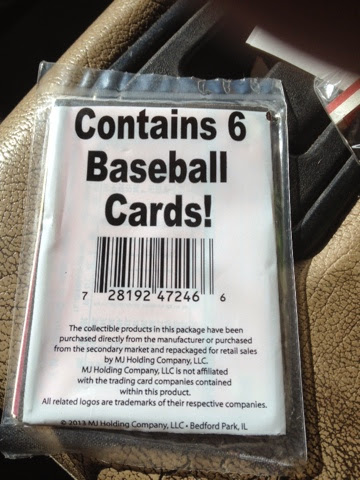 Contains 6
Baseball
Cards!
7 28192 47246 6
The collectible products in this package have been
purchased directly from the manufacturer or purchased
from the secondary market and repackaged for retail sales
by MJ Holding Company, LLC.
MJ Holding Company, LLC is not affiliated
with the trading card companies contained
within this product.
All related logos are trademarks of their respective companies.
© 2013 MJ Holding Company, LLC • Bedford Park, IL